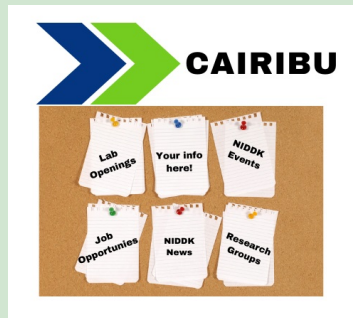 CAIRIBU
Lab
Openings
Your info
here!
NIDDK
Events
Job
Opportunies
NIDDK
News
Research
Groups